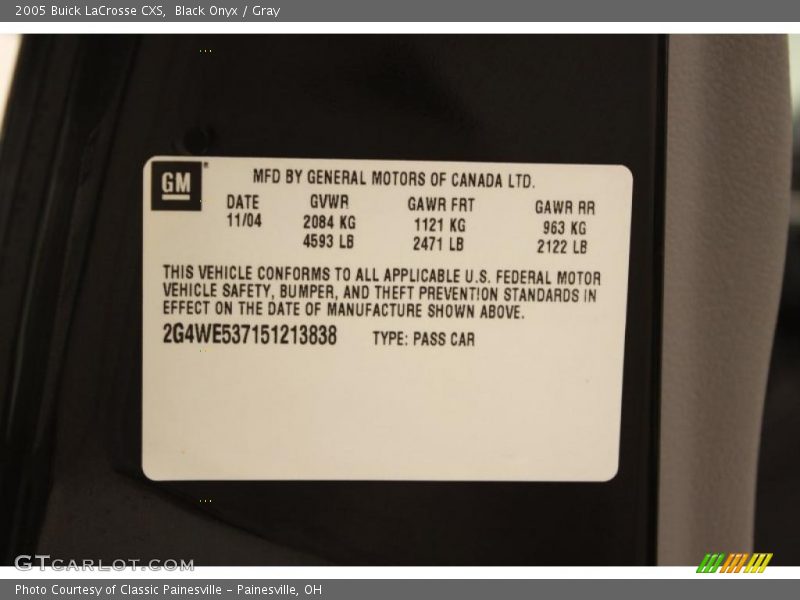 2005 Buick LaCrosse CXS, Black Onyx / Gray
GM
MFD BY GENERAL MOTORS OF CANADA LTD.
DATE GVWR GAWR FRT GAWR RR
11/04 2084 KG 1121 KG 963 KG
4593 LB 2471 LB 2122 LB
THIS VEHICLE CONFORMS TO ALL APPLICABLE U.S. FEDERAL MOTOR
VEHICLE SAFETY, BUMPER, AND THEFT PREVENTION STANDARDS IN
EFFECT ON THE DATE OF MANUFACTURE SHOWN ABOVE.
2G4WE537151213838 TYPE: PASS CAR
GTCARLOT.COM
Photo Courtesy of Classic Painesville - Painesville, OH